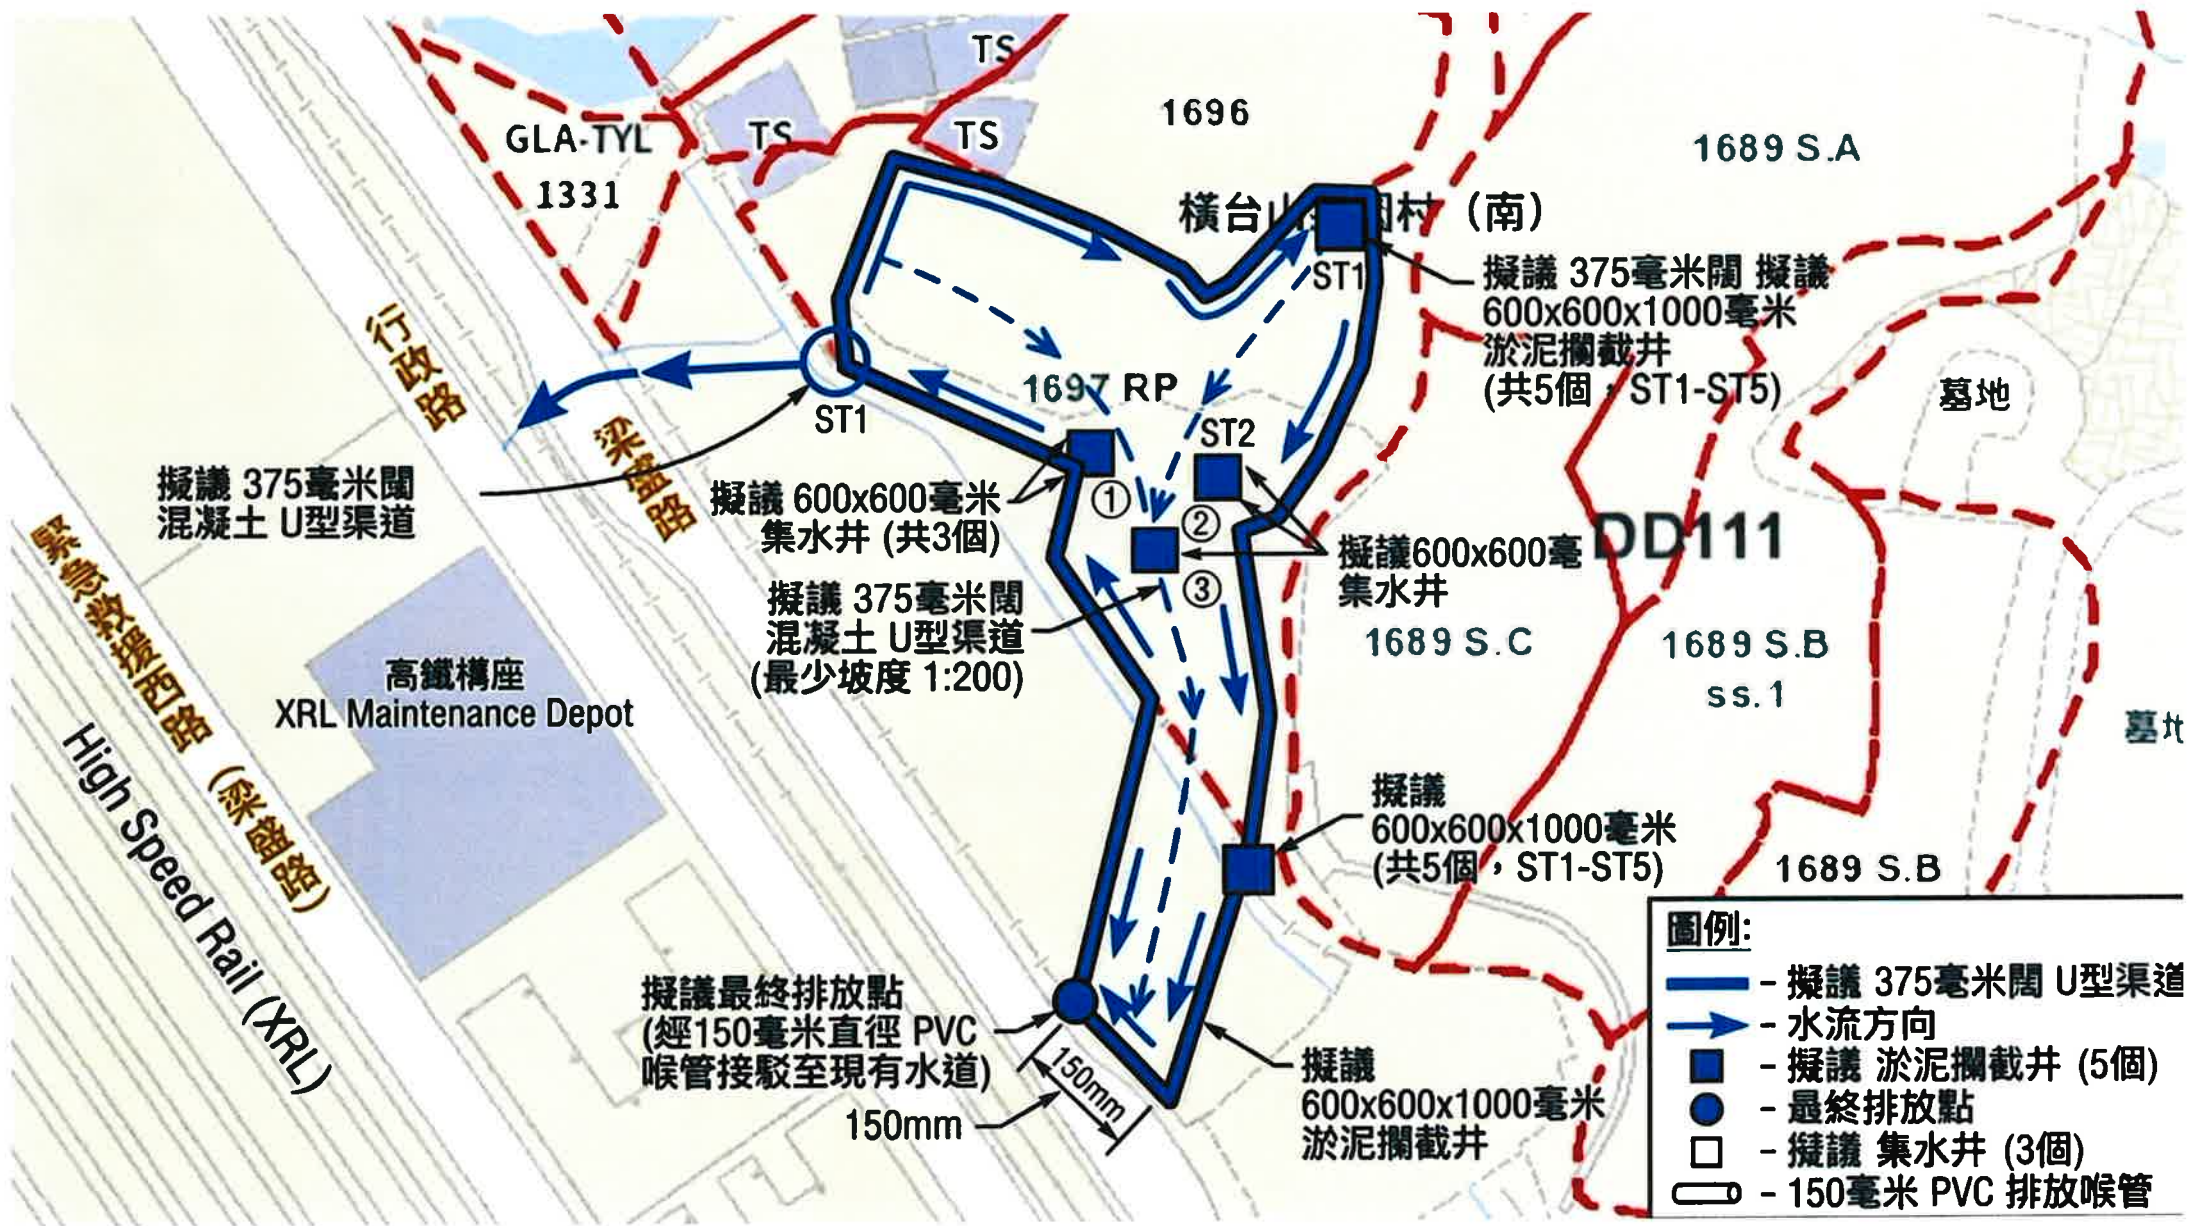 TS
TS
TS
GLA-TYL
1331
1696
1689 S.A
橫台山
村 (南)
ST1
擬議 375毫米闊 擬議
600x600x1000毫米
淤泥攔截井
(共5個，ST1-ST5)
行政路
1697 RP
墓地
ST1
ST2
梁盛路
擬議 375毫米闊
混凝土 U型渠道
擬議 600x600毫米
集水井 (共3個)
①
②
③
擬議600x600毫
集水井
DD111
擬議 375毫米闊
混凝土 U型渠道
(最少坡度 1:200)
1689 S.C
1689 S.B
ss.1
緊急救援西路 (梁盛路)
高鐵構座
XRL Maintenance Depot
High Speed Rail (XRL)
擬議
600x600x1000毫米
(共5個，ST1-ST5)
1689 S.B
擬議最終排放點
(經150毫米直徑 PVC
喉管接駁至現有水道)
150mm
150mm
擬議
600x600x1000毫米
淤泥攔截井
圖例:
- 擬議 375毫米闊 U型渠道
- 水流方向
- 擬議 淤泥攔截井 (5個)
- 最終排放點
- 擬議 集水井 (3個)
- 150毫米 PVC 排放喉管